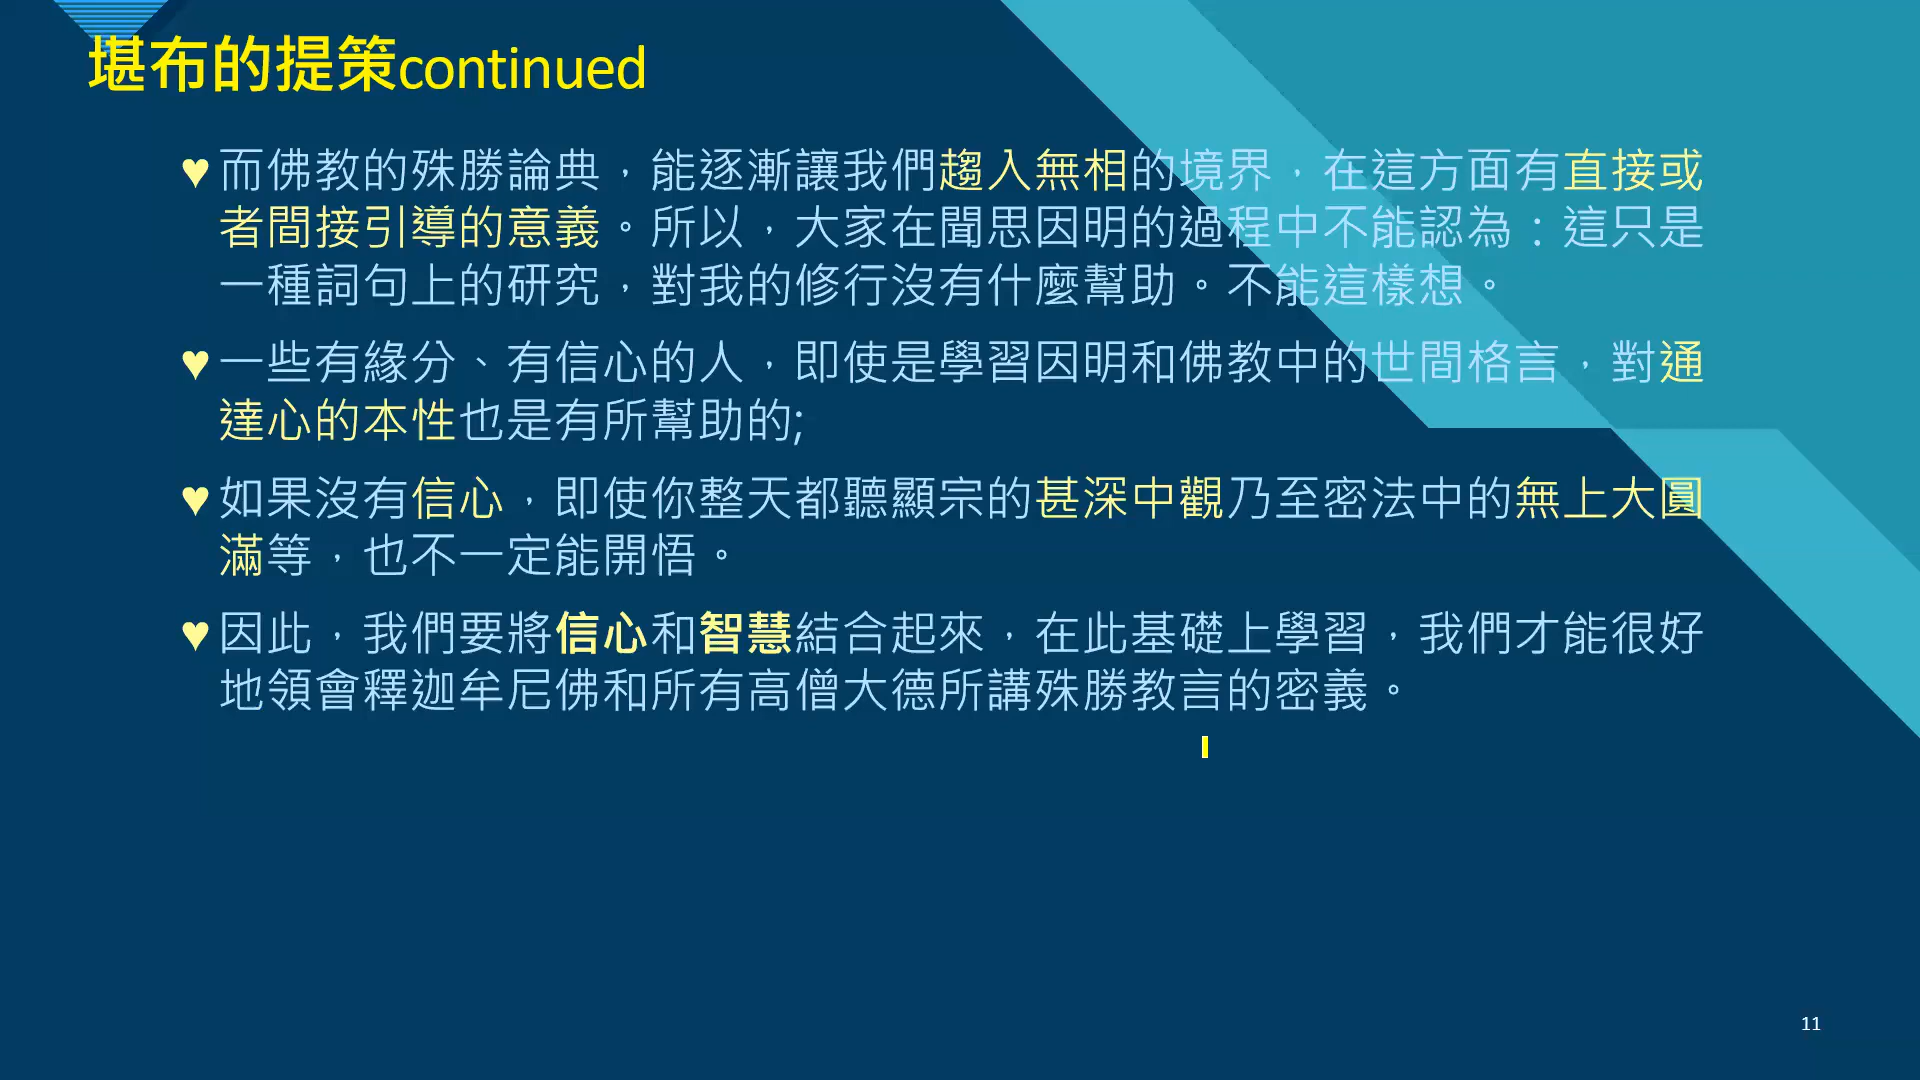 堪布的提策continued
♥而佛教的殊勝論典，能逐漸讓我們趨入無相的境界，在這方面有直接或
者間接引導的意義。所以，大家在聞思因明的過程中不能認為：這只是
一種詞句上的研究，對我的修行沒有什麼幫助。不能這樣想。
♥一些有緣分、有信心的人，即使是學習因明和佛教中的世間格言，對通
達心的本性也是有所幫助的;
♥如果沒有信心，即使你整天都聽顯宗的甚深中觀乃至密法中的無上大圓
滿等，也不一定能開悟。
♥因此，我們要將信心和智慧結合起來，在此基礎上學習，我們才能很好
地領會釋迦牟尼佛和所有高僧大德所講殊勝教言的密義。
11